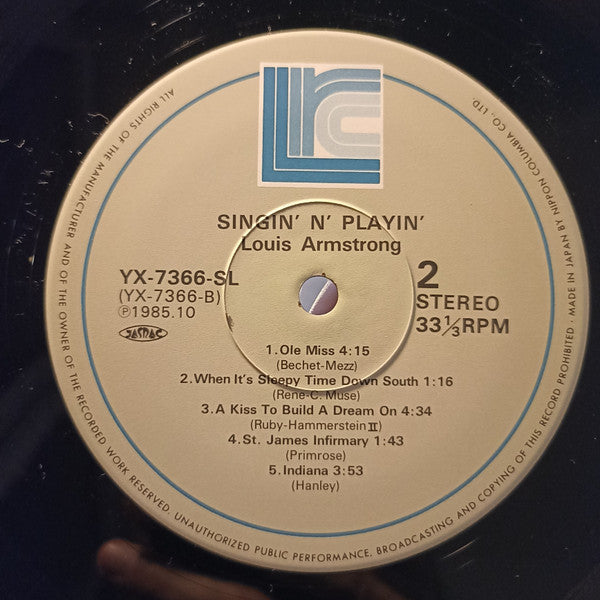 LRC
SINGIN' N' PLAYIN'
Louis Armstrong
YX-7366-SL
(YX-7366-B)
Ⓟ1985.10
JASRAC
2
STEREO
33⅓RPM
1.Ole Miss 4:15
(Bechet-Mezz)
2.When It's Sleepy Time Down South 1:16
(Rene-C. Muse)
3.A Kiss To Build A Dream On 4:34
(Ruby-Hammerstein II)
4.St. James Infirmary 1:43
(Primrose)
5.Indiana 3:53
(Hanley)
ALL RIGHTS OF THE MANUFACTURER AND OF THE OWNER OF THE RECORDED WORK RESERVED. UNAUTHORIZED PUBLIC PERFORMANCE. BROADCASTING AND COPYING OF THIS RECORD PROHIBITED · MADE IN JAPAN BY NIPPON COLUMBIA CO., LTD.